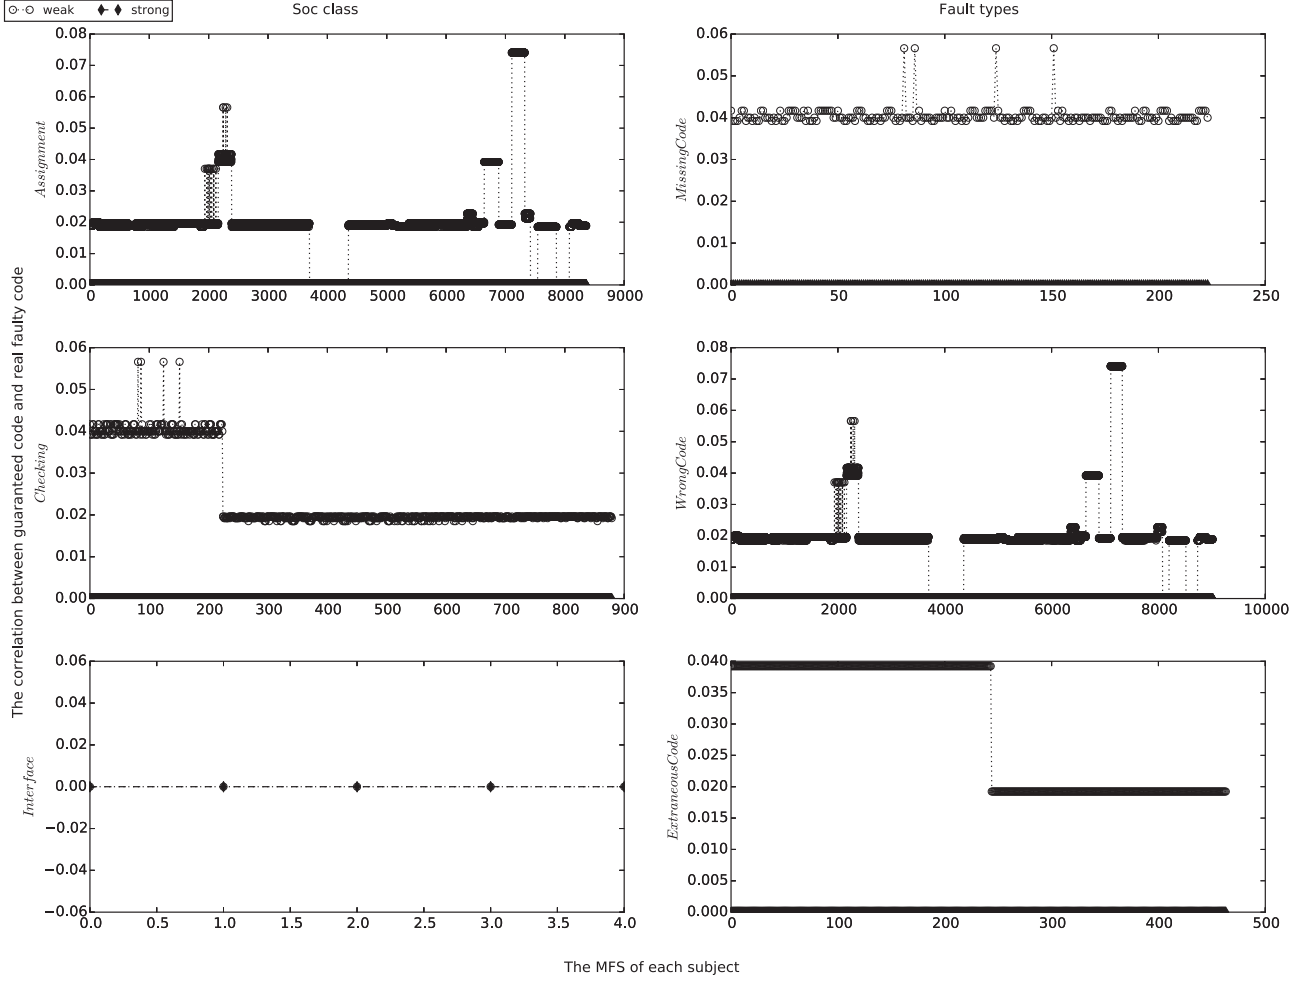 weak strong
Soc class
Fault types
0.08
0.07
0.06
0.05
0.04
0.03
0.02
0.01
0.00
Assignment
0 1000 2000 3000 4000 5000 6000 7000 8000 9000
0.06
0.05
0.04
0.03
0.02
0.01
0.00
MissingCode
0 50 100 150 200 250
0.06
0.05
0.04
0.03
0.02
0.01
0.00
Checking
0 100 200 300 400 500 600 700 800 900
0.08
0.07
0.06
0.05
0.04
0.03
0.02
0.01
0.00
WrongCode
0 2000 4000 6000 8000 10000
0.06
0.04
0.02
0.00
−0.02
−0.04
−0.06
Interface
0.0 0.5 1.0 1.5 2.0 2.5 3.0 3.5 4.0
0.040
0.035
0.030
0.025
0.020
0.015
0.010
0.005
0.000
ExtraneousCode
0 100 200 300 400 500
The correlation between guaranteed code and real faulty code
The MFS of each subject